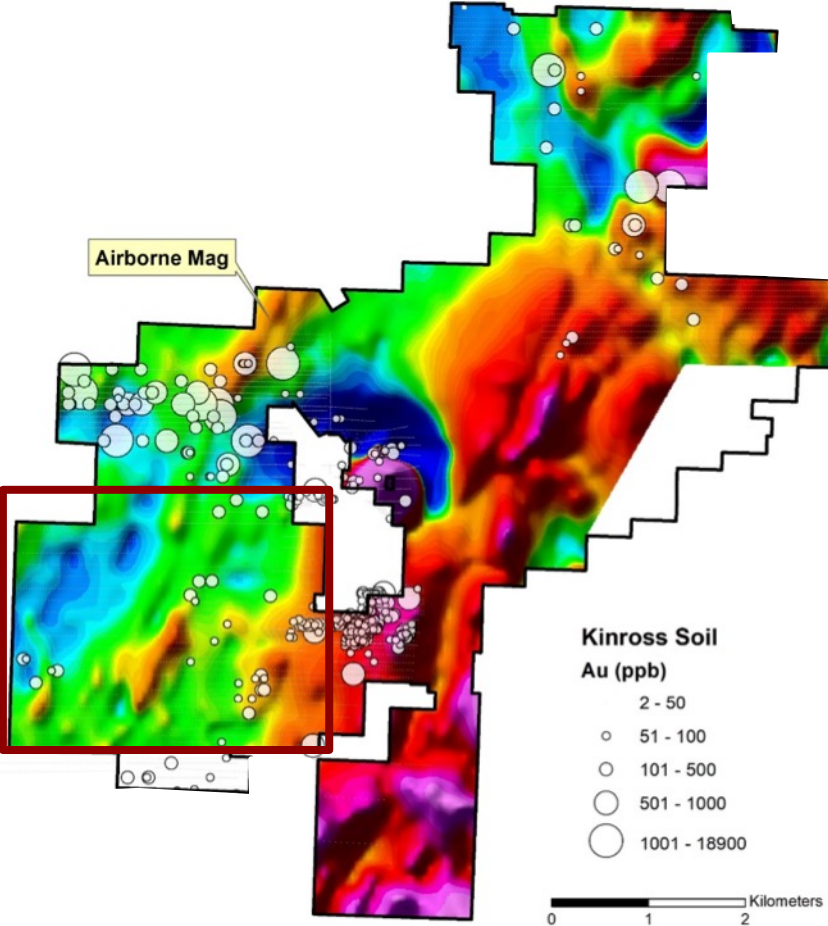 Airborne Mag
Kinross Soil
Au (ppb)
2 - 50
51 - 100
101 - 500
501 - 1000
1001 - 18900
Kilometers
0 1 2